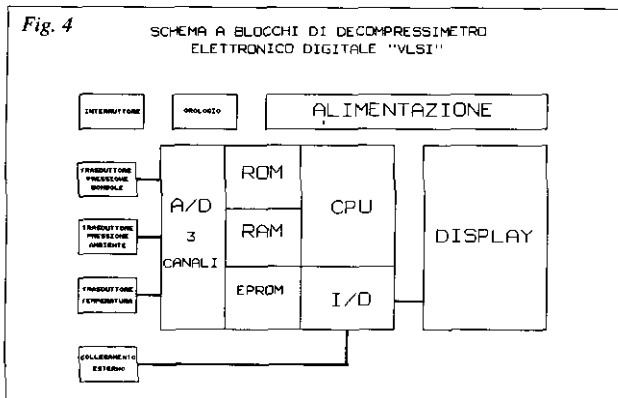 Fig. 4
SCHEMA A BLOCCHI DI DECOMPRESSIMETRO
ELETTRONICO DIGITALE "VLSI"
INTERRUTTORE
OROLOGIO
ALIMENTAZIONE
TRASDUTTORE
PRESSIONE
BOMBOLE
TRASDUTTORE
PRESSIONE
AMBIENTE
TRASDUTTORE
TEMPERATURA
COLLEGAMENTO
ESTERNO
A/D
3
CANALI
ROM
RAM
EPROM
CPU
I/O
DISPLAY